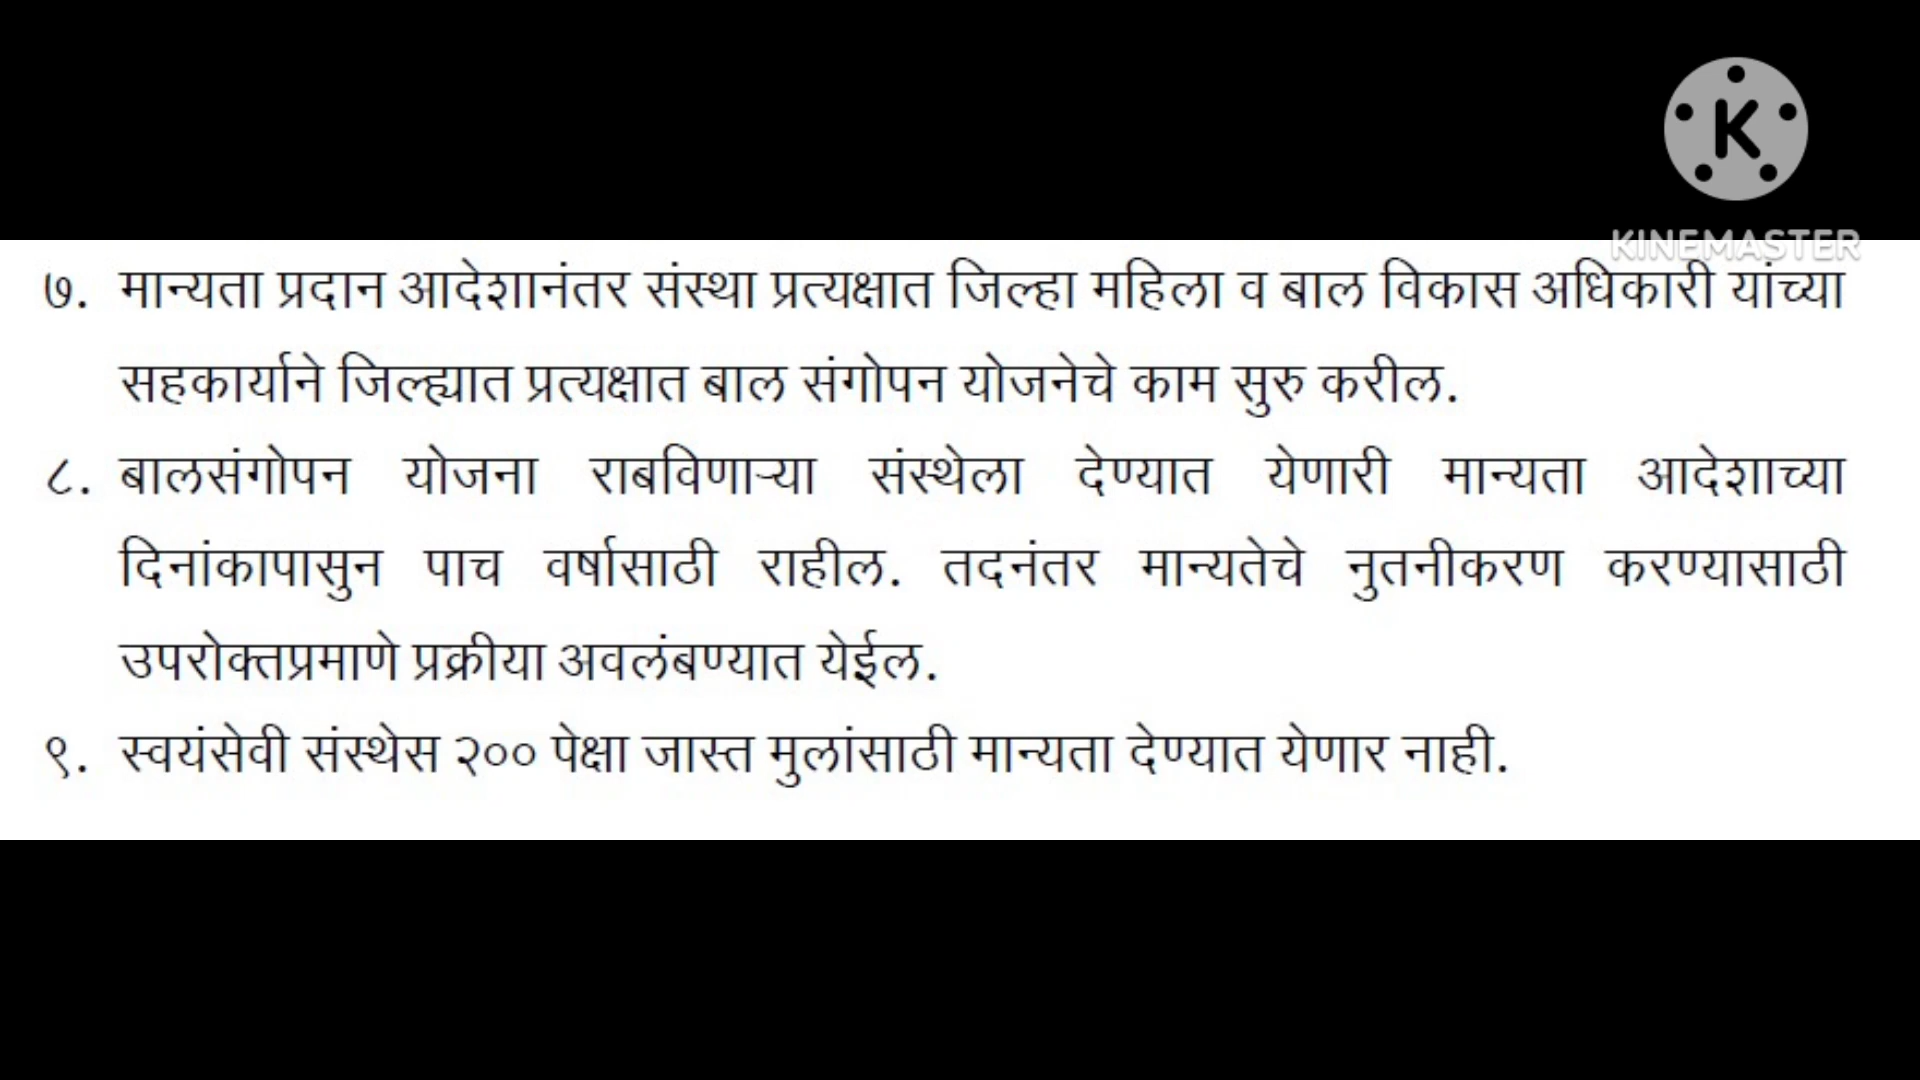 K
KINEMASTER
७. मान्यता प्रदान आदेशानंतर संस्था प्रत्यक्षात जिल्हा महिला व बाल विकास अधिकारी यांच्या
सहकार्याने जिल्ह्यात प्रत्यक्षात बाल संगोपन योजनेचे काम सुरु करील.
८. बालसंगोपन योजना राबविणाऱ्या संस्थेला देण्यात येणारी मान्यता आदेशाच्या
दिनांकापासुन पाच वर्षासाठी राहील. तदनंतर मान्यतेचे नुतनीकरण करण्यासाठी
उपरोक्तप्रमाणे प्रक्रीया अवलंबण्यात येईल.
९. स्वयंसेवी संस्थेस २०० पेक्षा जास्त मुलांसाठी मान्यता देण्यात येणार नाही.